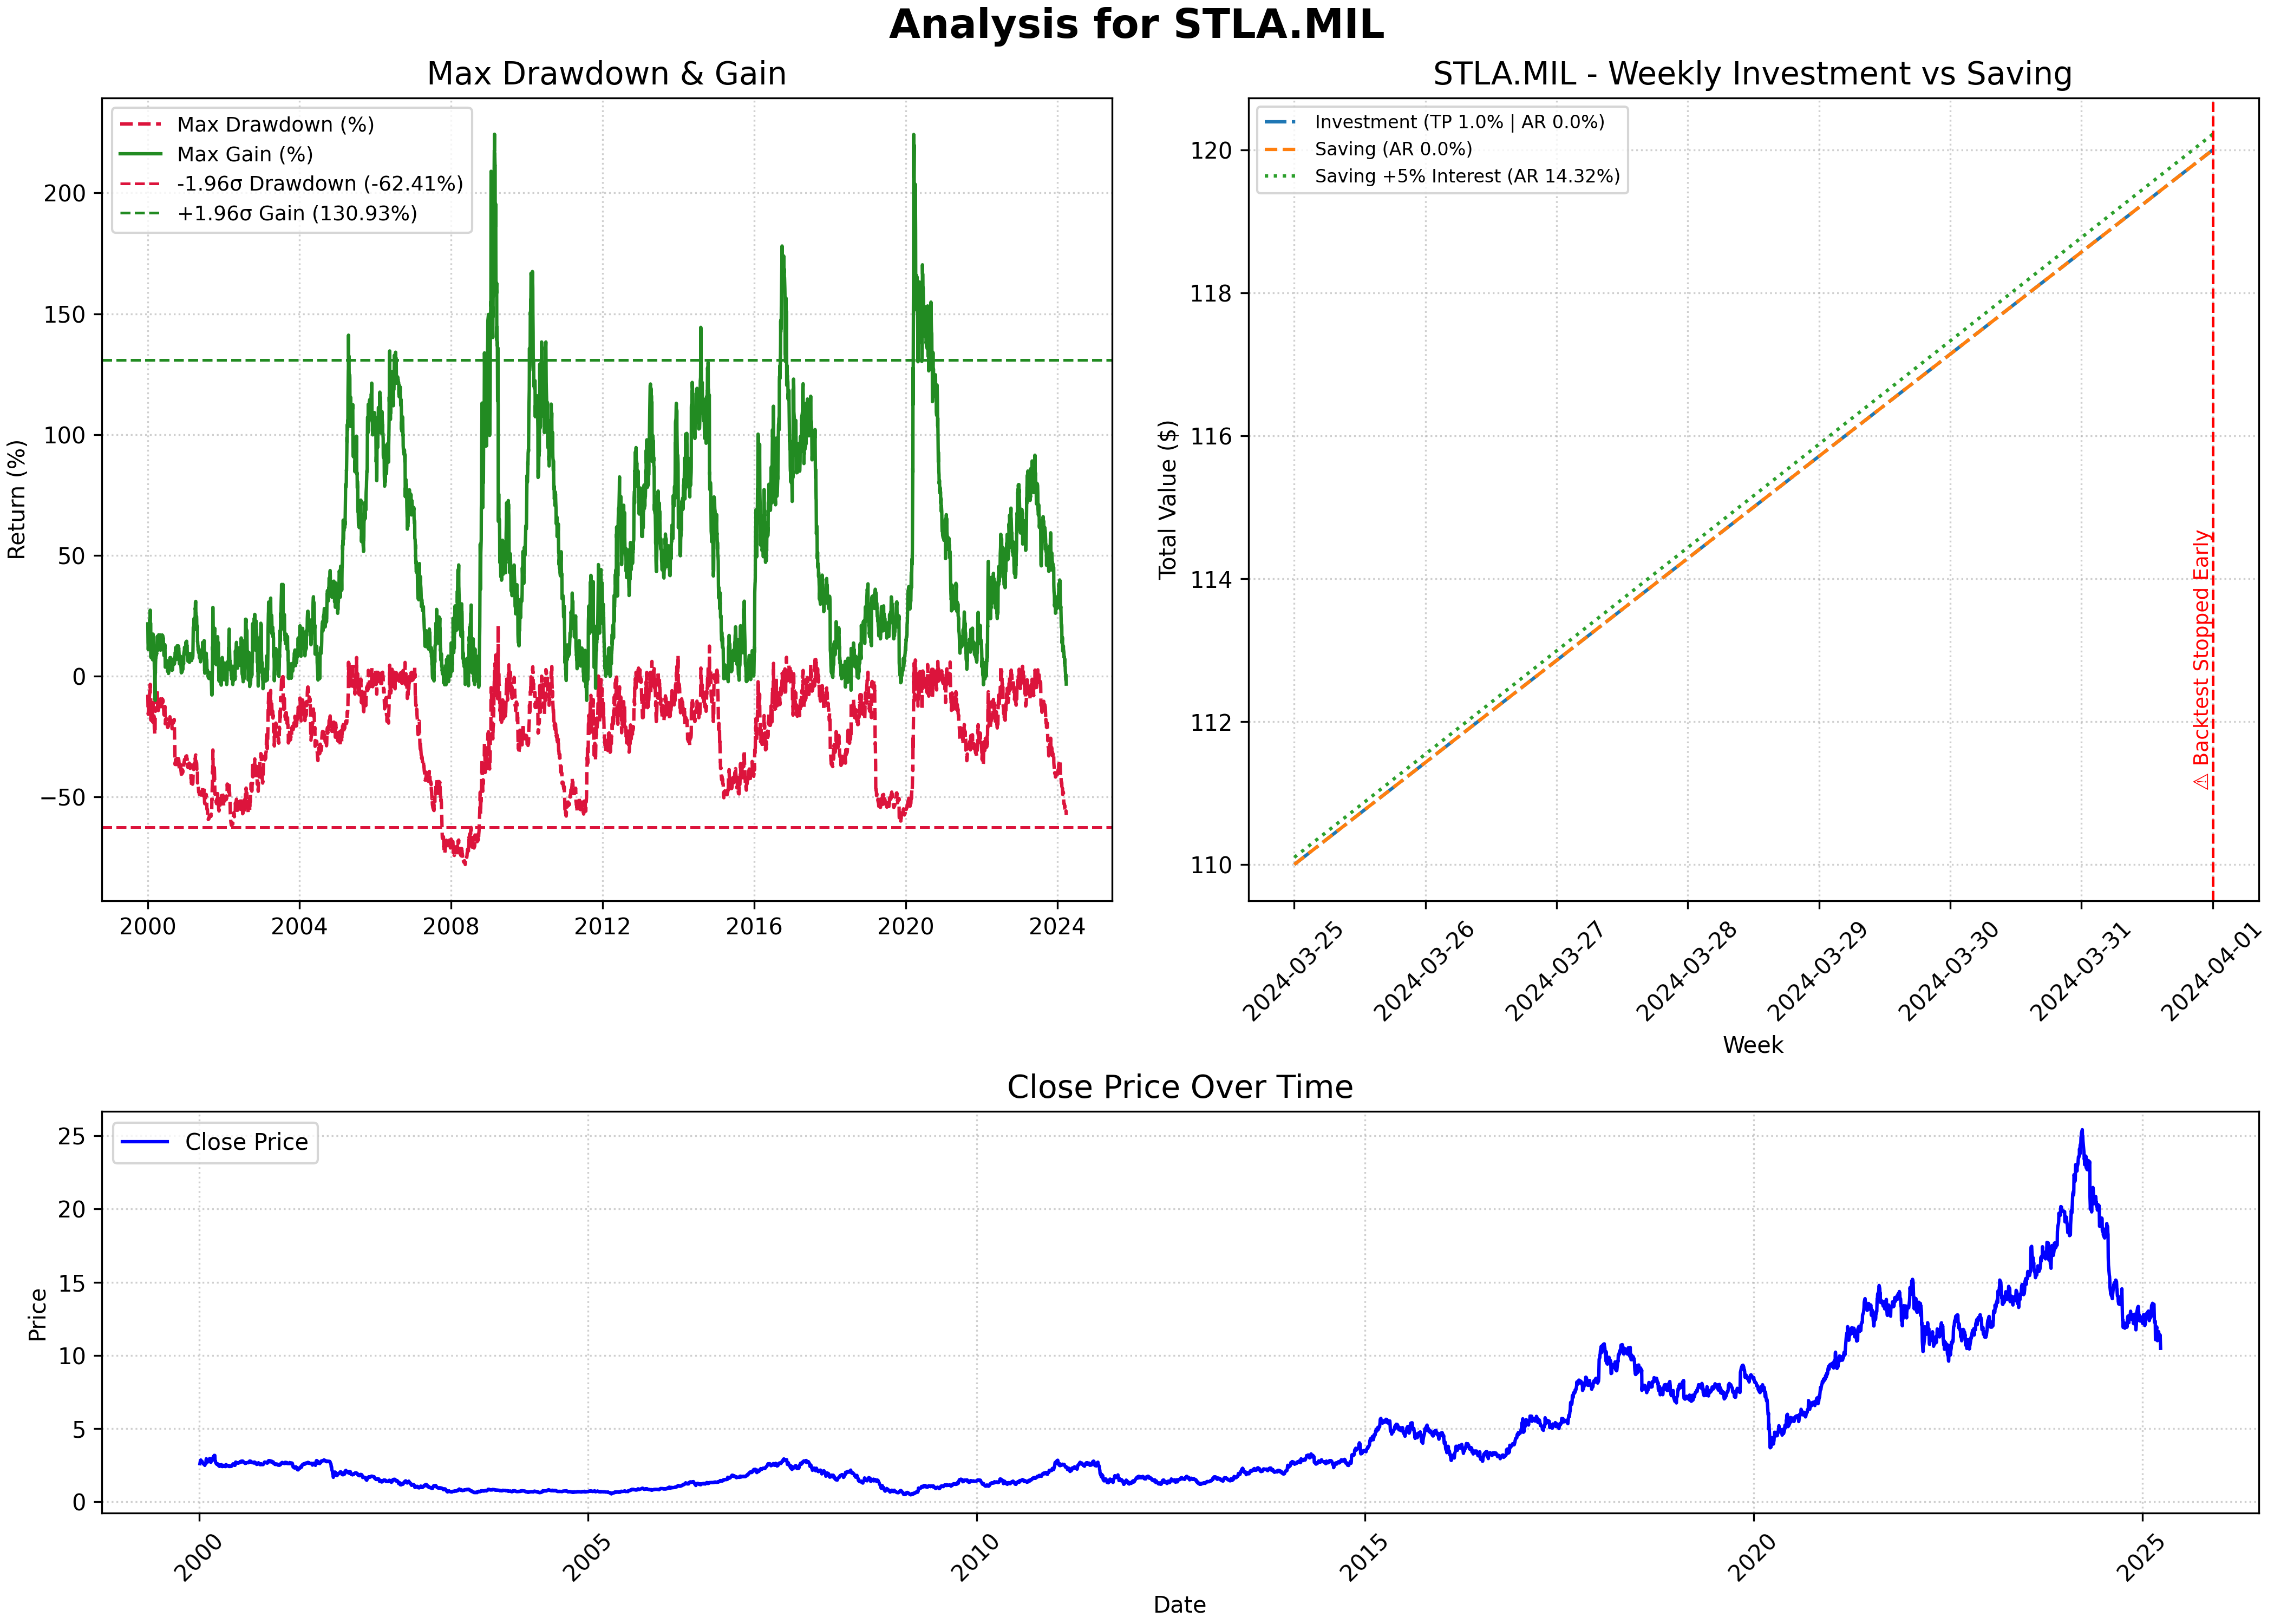 Analysis for STLA.MIL
Max Drawdown & Gain
Max Drawdown (%)
Max Gain (%)
-1.96σ Drawdown (-62.41%)
+1.96σ Gain (130.93%)
Return (%)
200
150
100
50
0
−50
2000
2004
2008
2012
2016
2020
2024
STLA.MIL - Weekly Investment vs Saving
Investment (TP 1.0% | AR 0.0%)
Saving (AR 0.0%)
Saving +5% Interest (AR 14.32%)
Total Value ($)
120
118
116
114
112
110
⚠ Backtest Stopped Early
2024-03-25
2024-03-26
2024-03-27
2024-03-28
2024-03-29
2024-03-30
2024-03-31
2024-04-01
Week
Close Price Over Time
Close Price
Price
25
20
15
10
5
0
2000
2005
2010
2015
2020
2025
Date